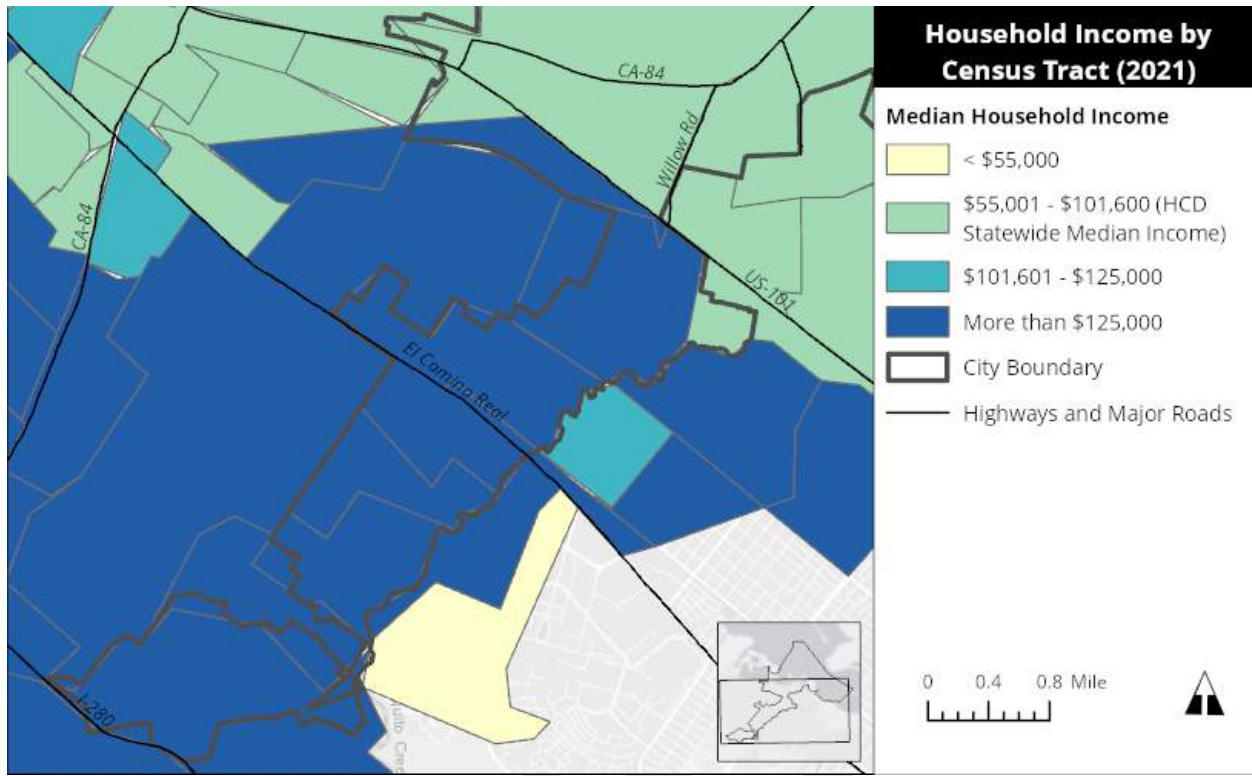 Household Income by
Census Tract (2021)
Median Household Income
< $55,000
$55,001 - $101,600 (HCD
Statewide Median Income)
$101,601 - $125,000
More than $125,000
City Boundary
Highways and Major Roads
0 0.4 0.8 Mile
CA-84
Willow Rd
CA-84
US-101
El Camino Real
I-280